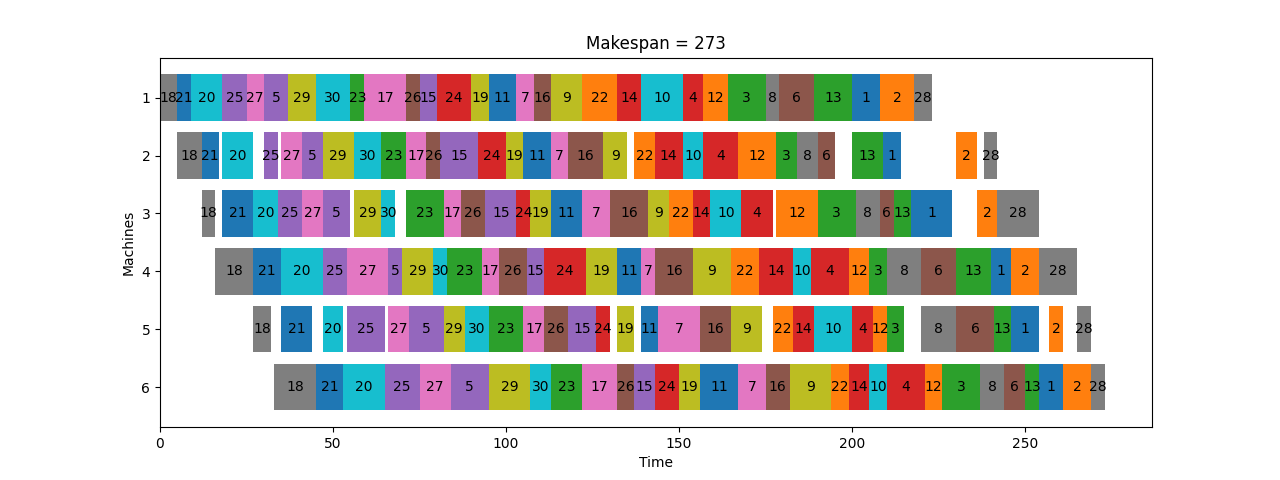 Makespan = 273
Machines
1 18 21 20 25 27 5 29 30 23 17 26 15 24 19 11 7 16 9 22 14 10 4 12 3 8 6 13 1 2 28
2 18 21 20 25 27 5 29 30 23 17 26 15 24 19 11 7 16 9 22 14 10 4 12 3 8 6 13 1 2 28
3 18 21 20 25 27 5 29 30 23 17 26 15 24 19 11 7 16 9 22 14 10 4 12 3 8 6 13 1 2 28
4 18 21 20 25 27 5 29 30 23 17 26 15 24 19 11 7 16 9 22 14 10 4 12 3 8 6 13 1 2 28
5 18 21 20 25 27 5 29 30 23 17 26 15 24 19 11 7 16 9 22 14 10 4 12 3 8 6 13 1 2 28
6 18 21 20 25 27 5 29 30 23 17 26 15 24 19 11 7 16 9 22 14 10 4 12 3 8 6 13 1 2 28
0 50 100 150 200 250
Time